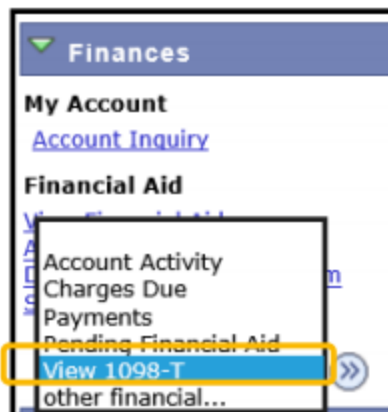 Finances
My Account
Account Inquiry
Financial Aid
Account Activity
Charges Due
Payments
Pending Financial Aid
View 1098-T
other financial...